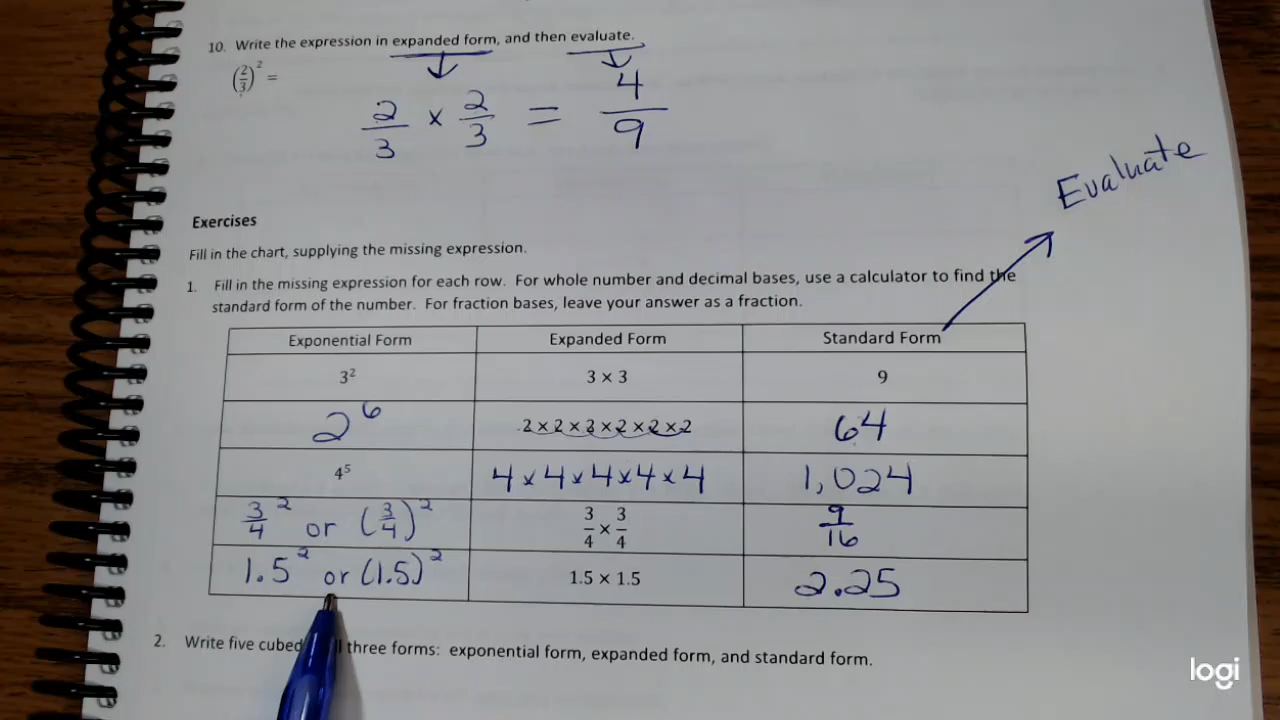 10. Write the expression in expanded form, and then evaluate.
(2/3)² =
2/3 × 2/3 = 4/9
Evaluate
Exercises
Fill in the chart, supplying the missing expression.
1. Fill in the missing expression for each row. For whole number and decimal bases, use a calculator to find the
standard form of the number. For fraction bases, leave your answer as a fraction.
Exponential Form Expanded Form Standard Form
3² 3 × 3 9
2⁶ 2 × 2 × 2 × 2 × 2 × 2 64
4⁵ 4 × 4 × 4 × 4 × 4 1,024
3/4² or (3/4)² 3/4 × 3/4 9/16
1.5² or (1.5)² 1.5 × 1.5 2.25
2. Write five cubed three forms: exponential form, expanded form, and standard form.
logi